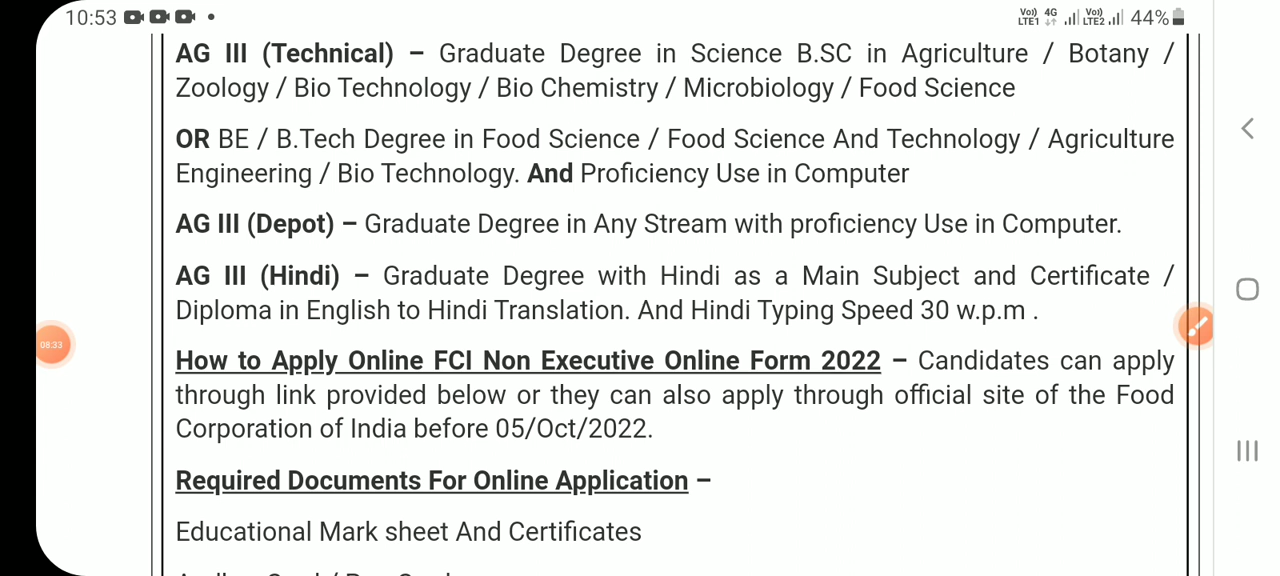 10:53
Vo)) LTE1 4G Vo)) LTE2 44%
AG III (Technical) – Graduate Degree in Science B.SC in Agriculture / Botany /
Zoology / Bio Technology / Bio Chemistry / Microbiology / Food Science
OR BE / B.Tech Degree in Food Science / Food Science And Technology / Agriculture
Engineering / Bio Technology. And Proficiency Use in Computer
AG III (Depot) – Graduate Degree in Any Stream with proficiency Use in Computer.
AG III (Hindi) – Graduate Degree with Hindi as a Main Subject and Certificate /
Diploma in English to Hindi Translation. And Hindi Typing Speed 30 w.p.m .
08:33
How to Apply Online FCI Non Executive Online Form 2022 – Candidates can apply
through link provided below or they can also apply through official site of the Food
Corporation of India before 05/Oct/2022.
Required Documents For Online Application –
Educational Mark sheet And Certificates